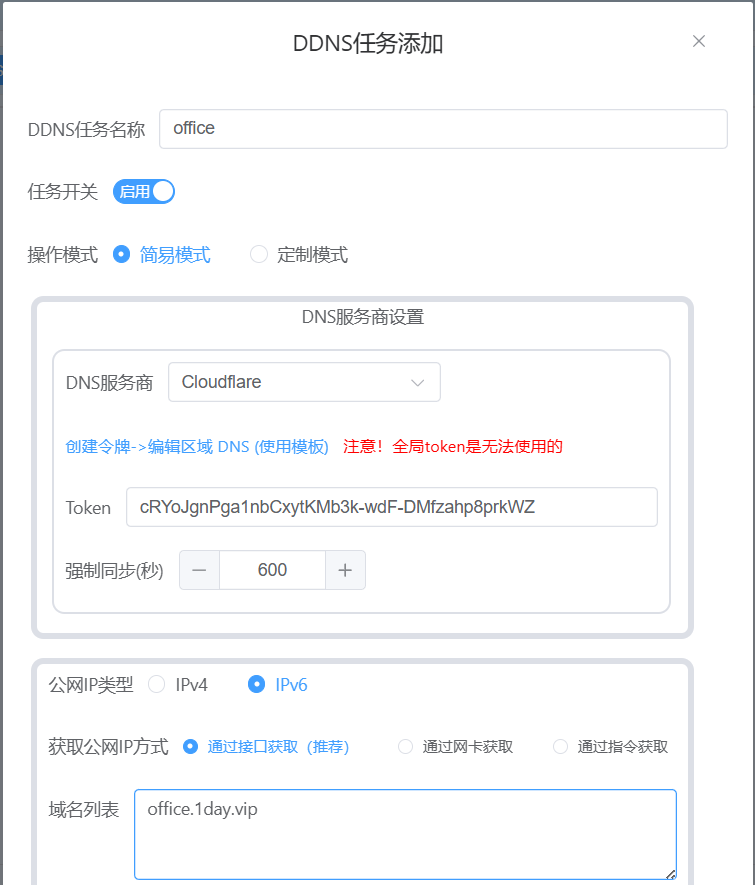 DDNS任务添加
DDNS任务名称 office
任务开关 启用
操作模式 简易模式 定制模式
DNS服务商设置
DNS服务商 Cloudflare
创建令牌->编辑区域 DNS (使用模板) 注意！全局token是无法使用的
Token cRYoJgnPga1nbCxytKMb3k-wdF-DMfzahp8prkWZ
强制同步(秒) 600
公网IP类型 IPv4 IPv6
获取公网IP方式 通过接口获取（推荐） 通过网卡获取 通过指令获取
域名列表 office.1day.vip